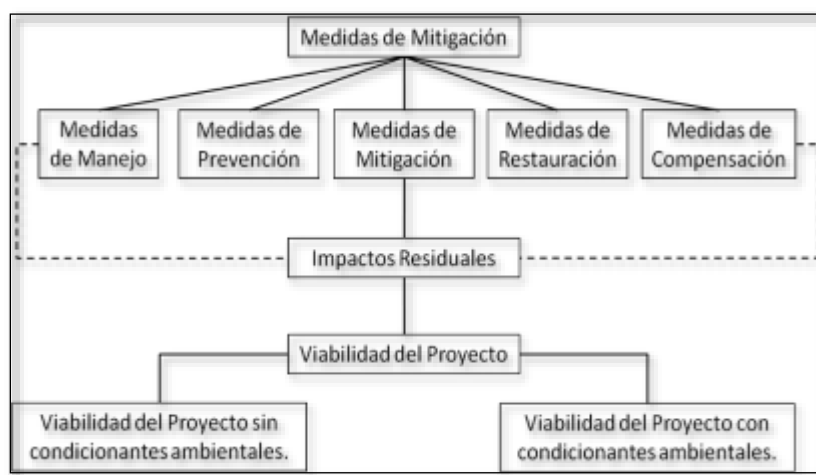 Medidas de Mitigación
Medidas
de Manejo
Medidas de
Prevención
Medidas de
Mitigación
Medidas de
Restauración
Medidas de
Compensación
Impactos Residuales
Viabilidad del Proyecto
Viabilidad del Proyecto sin
condicionantes ambientales.
Viabilidad del Proyecto con
condicionantes ambientales.